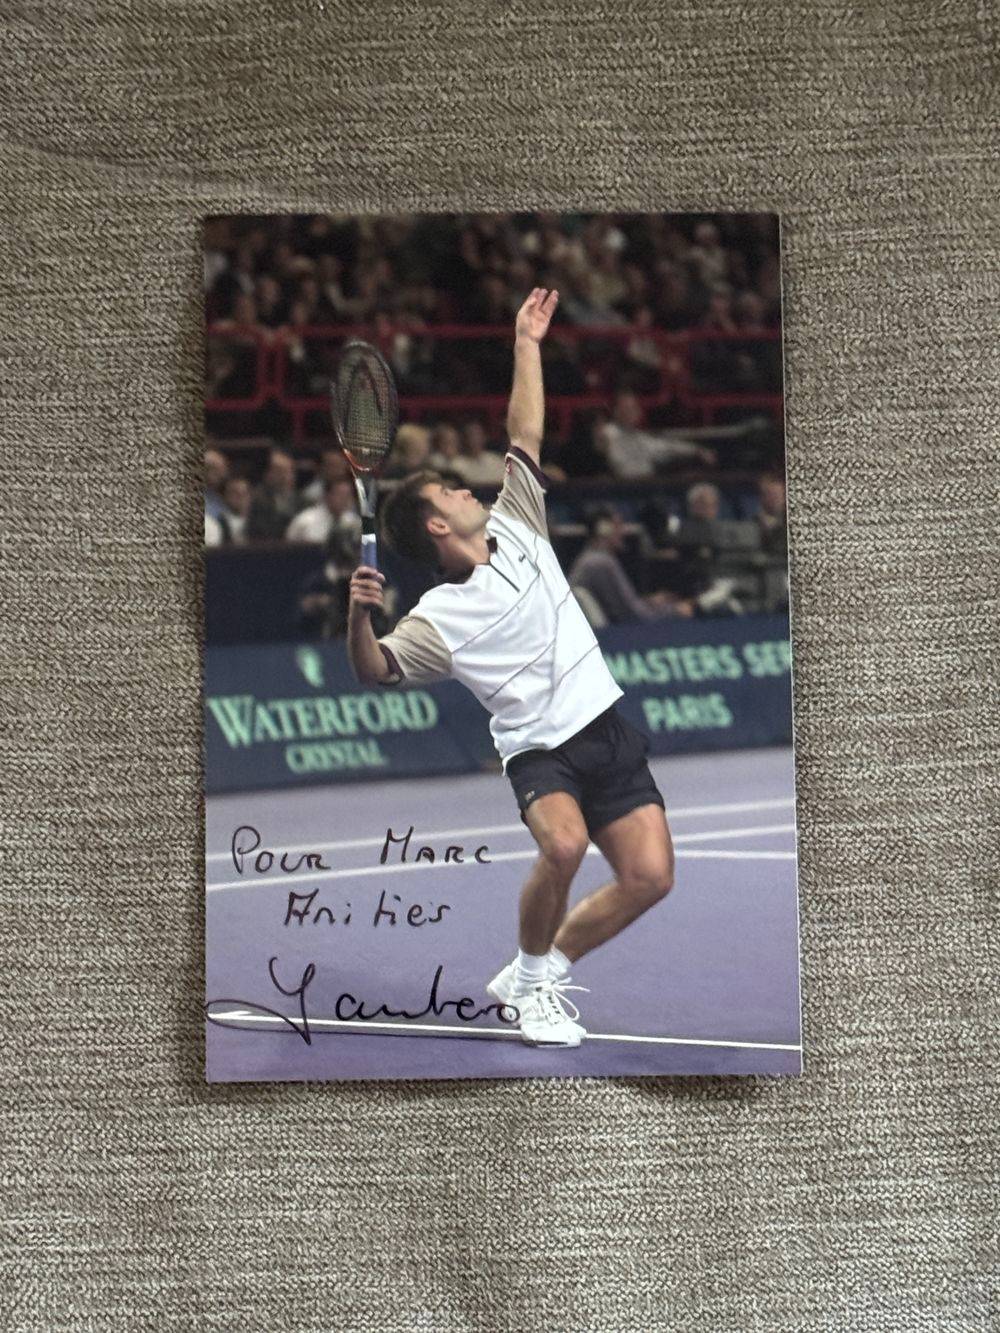 WATERFORD
CRYSTAL
MASTERS SER
PARIS
POUR MARC
Amitiés